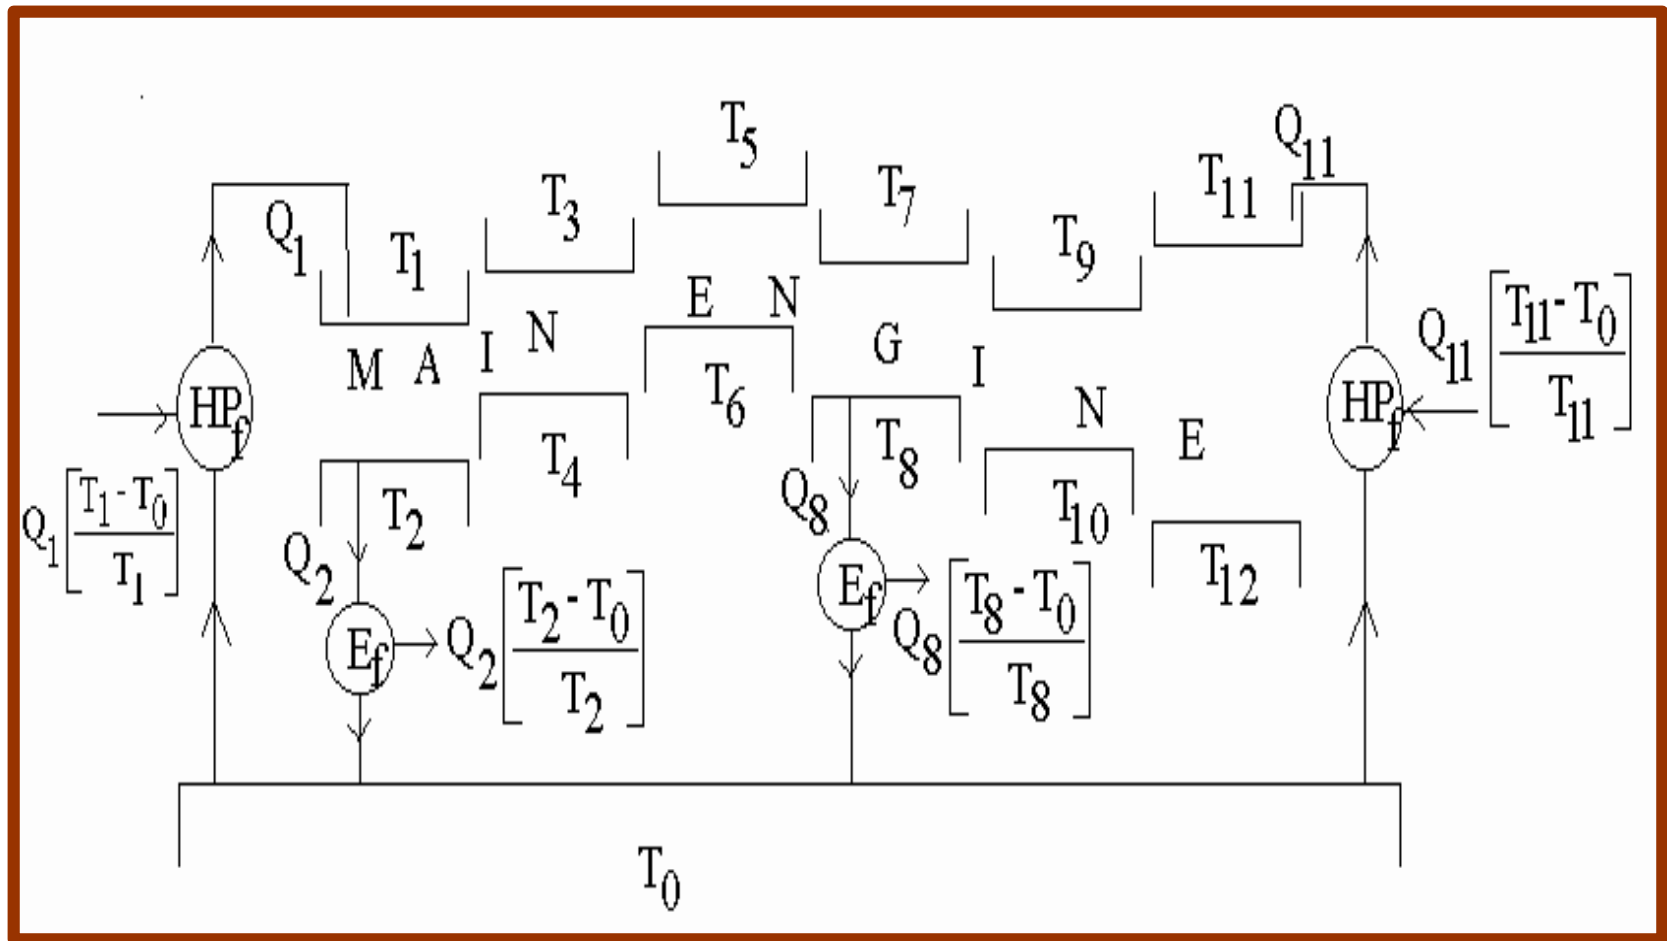 T5
Q11
T3
T7
T11
Q1
T1
T9
E N
M A I N
G I
N E
T6
HPf
HPf
Q11 [T11 - T0 / T11]
T4
T8
T2
Q8
T10
Q1 [T1 - T0 / T1]
Q2
T12
Ef
Q8 [T8 - T0 / T8]
Ef
Q2 [T2 - T0 / T2]
T0